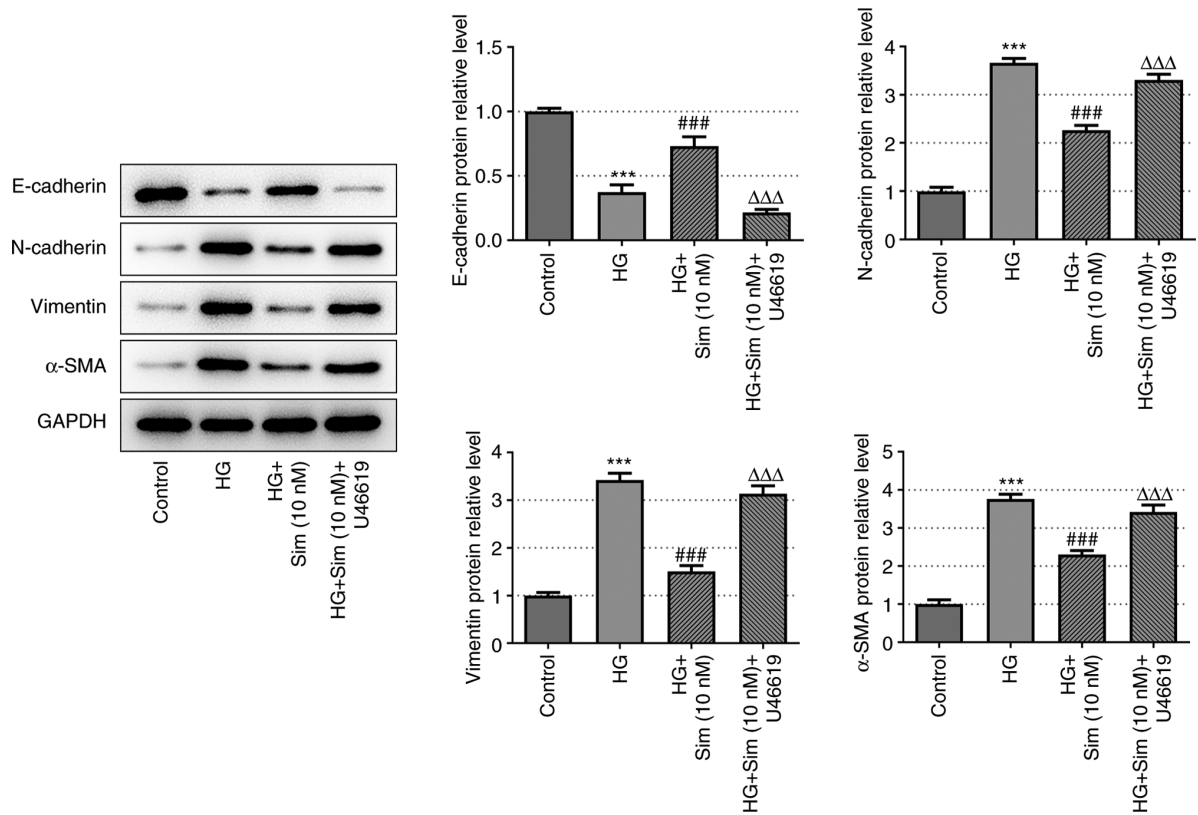 E-cadherin
N-cadherin
Vimentin
α-SMA
GAPDH
Control
HG
HG+
Sim (10 nM)
HG+Sim (10 nM)+
U46619
E-cadherin protein relative level
1.5
1.0
0.5
0.0
***
###
ΔΔΔ
Control
HG
HG+
Sim (10 nM)
HG+Sim (10 nM)+
U46619
N-cadherin protein relative level
4
3
2
1
0
***
###
ΔΔΔ
Control
HG
HG+
Sim (10 nM)
HG+Sim (10 nM)+
U46619
Vimentin protein relative level
4
3
2
1
0
***
###
ΔΔΔ
Control
HG
HG+
Sim (10 nM)
HG+Sim (10 nM)+
U46619
α-SMA protein relative level
5
4
3
2
1
0
***
###
ΔΔΔ
Control
HG
HG+
Sim (10 nM)
HG+Sim (10 nM)+
U46619